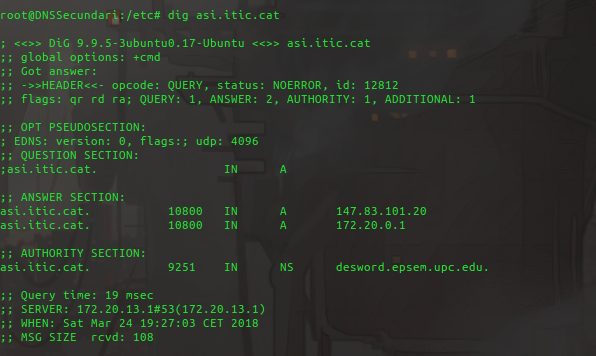 root@DNSSecundari:/etc# dig asi.itic.cat
; <<>> DiG 9.9.5-3ubuntu0.17-Ubuntu <<>> asi.itic.cat
;; global options: +cmd
;; Got answer:
;; ->>HEADER<<- opcode: QUERY, status: NOERROR, id: 12812
;; flags: qr rd ra; QUERY: 1, ANSWER: 2, AUTHORITY: 1, ADDITIONAL: 1
;; OPT PSEUDOSECTION:
; EDNS: version: 0, flags:; udp: 4096
;; QUESTION SECTION:
;asi.itic.cat. IN A
;; ANSWER SECTION:
asi.itic.cat. 10800 IN A 147.83.101.20
asi.itic.cat. 10800 IN A 172.20.0.1
;; AUTHORITY SECTION:
asi.itic.cat. 9251 IN NS desword.epsem.upc.edu.
;; Query time: 19 msec
;; SERVER: 172.20.13.1#53(172.20.13.1)
;; WHEN: Sat Mar 24 19:27:03 CET 2018
;; MSG SIZE rcvd: 108